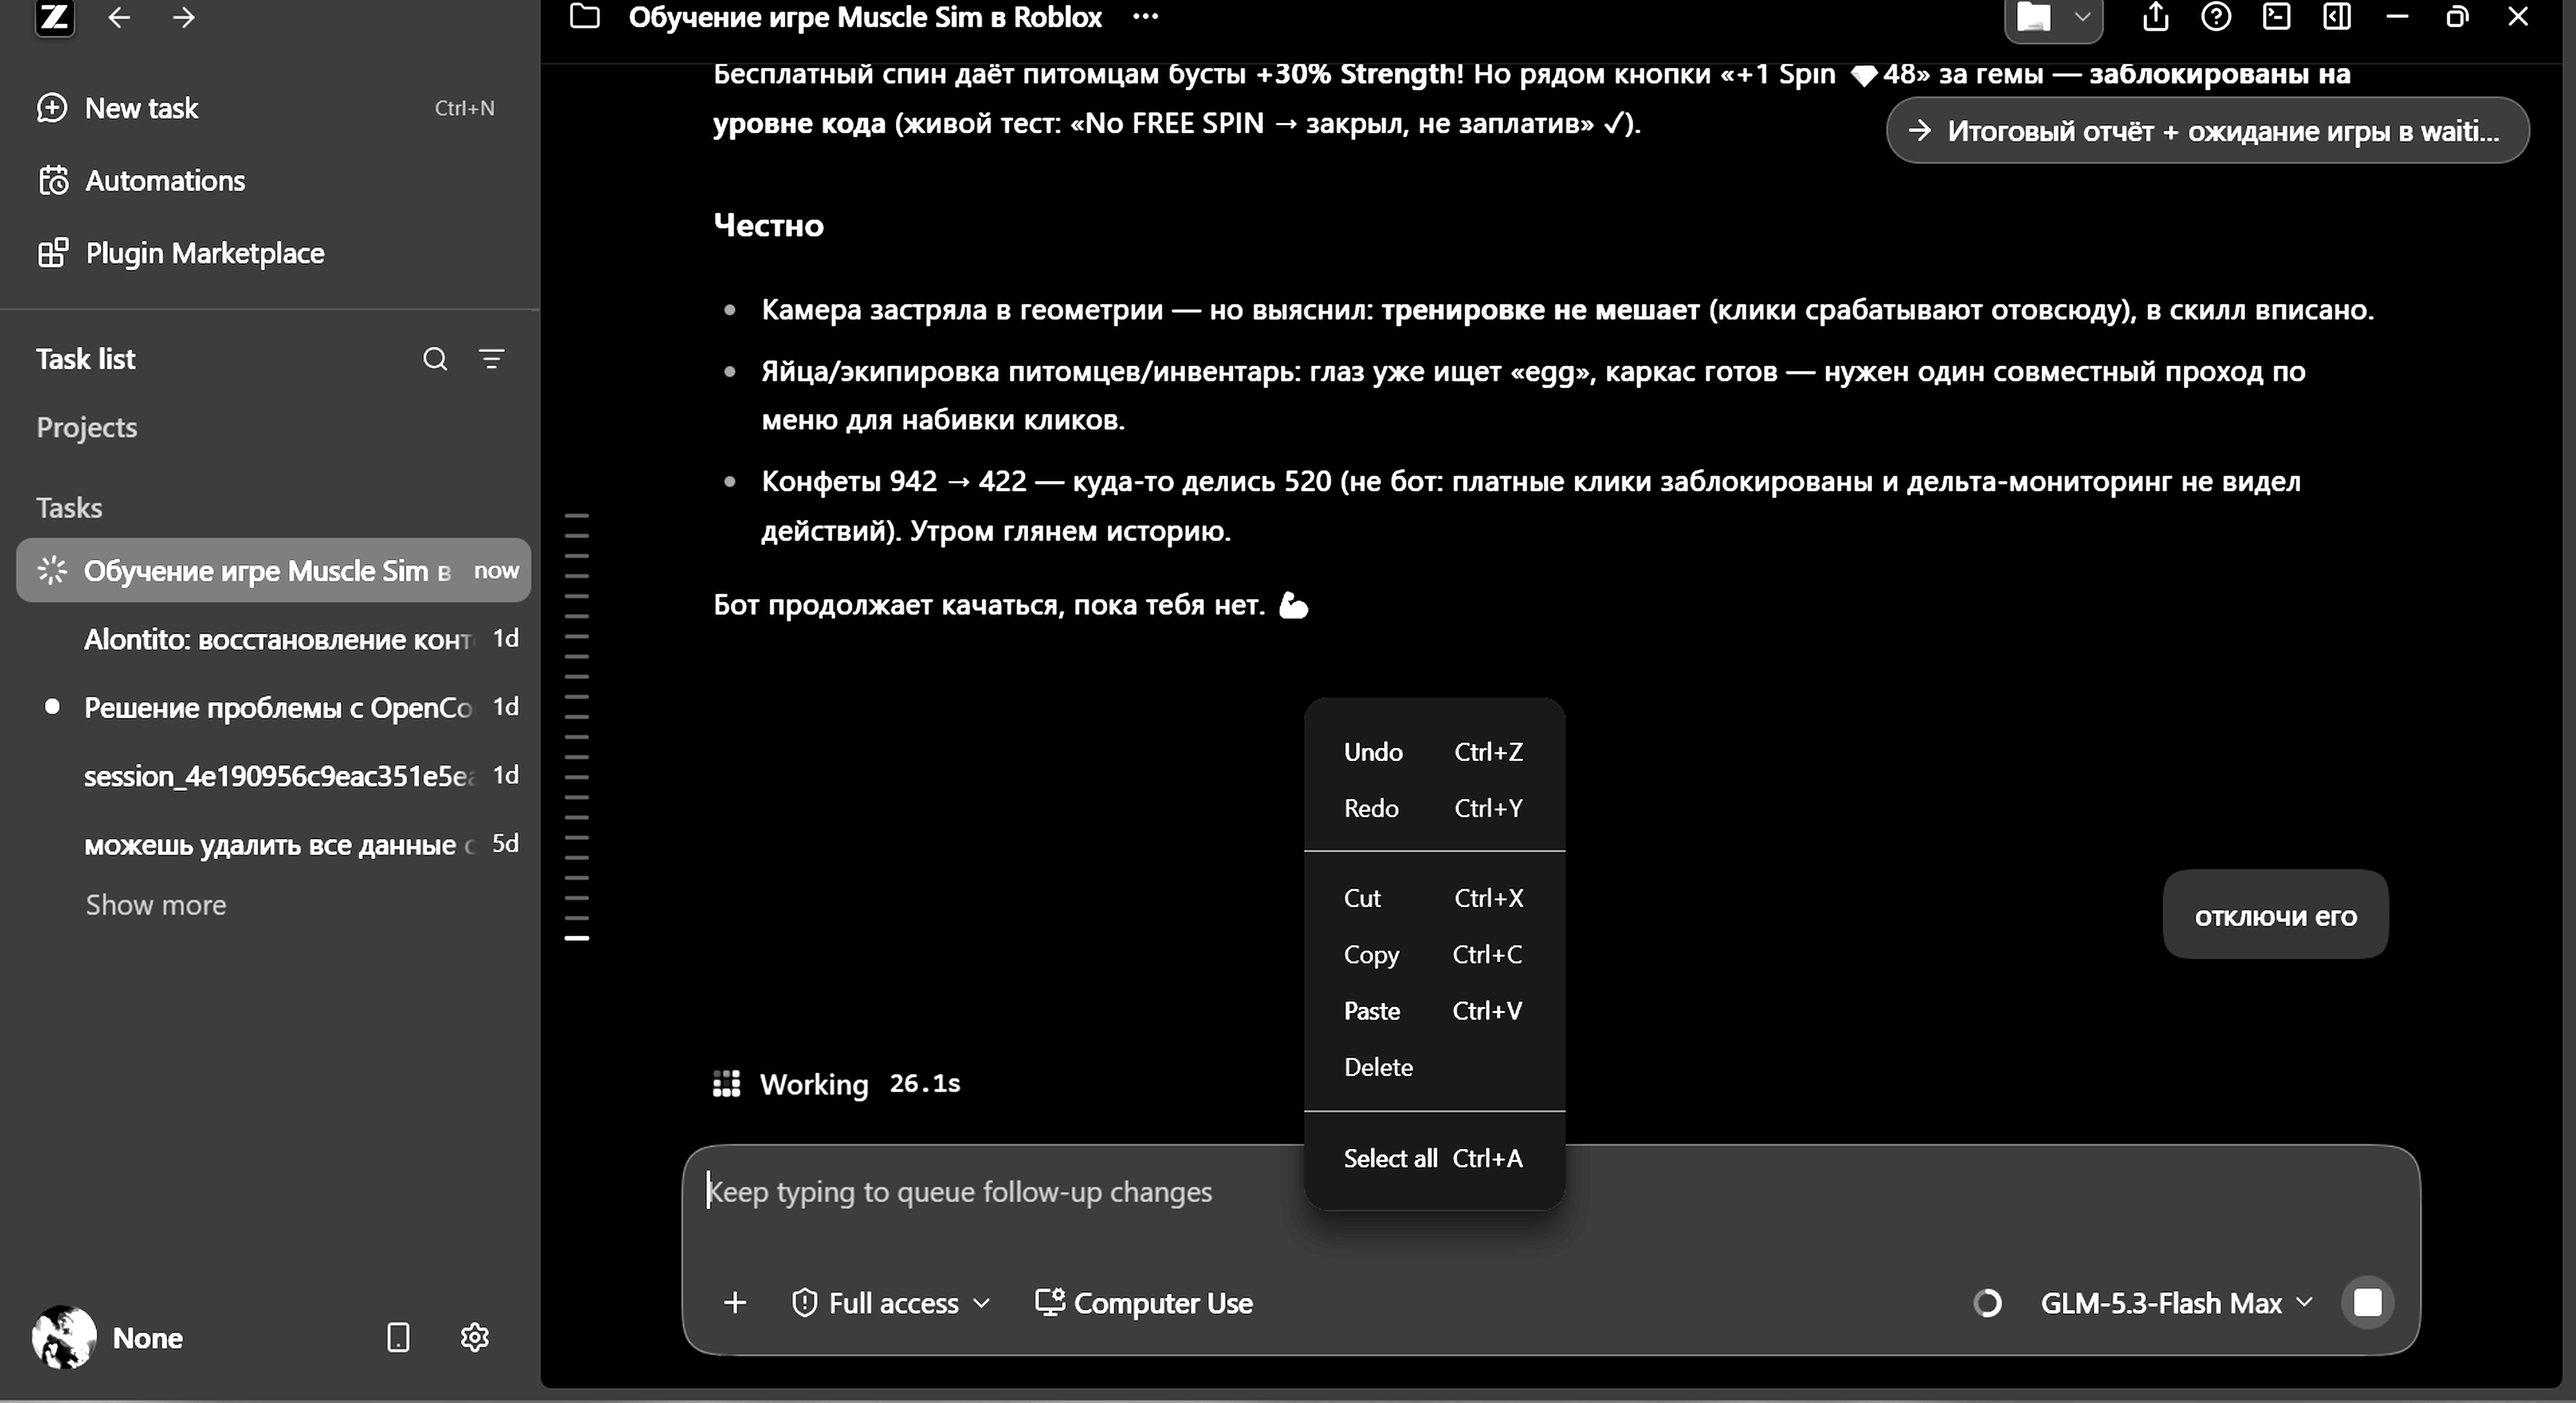 Z
Обучение игре Muscle Sim в Roblox ...
New task Ctrl+N
Automations
Plugin Marketplace
Task list
Projects
Tasks
Обучение игре Muscle Sim в now
Alontito: восстановление конт 1d
Решение проблемы с OpenCo 1d
session_4e190956c9eac351e5ea 1d
можешь удалить все данные с 5d
Show more
None
Бесплатный спин даёт питомцам бусты +30% Strength! Но рядом кнопки «+1 Spin 💎48» за гемы — заблокированы на
уровне кода (живой тест: «No FREE SPIN → закрыл, не заплатив» ✓).
→ Итоговый отчёт + ожидание игры в waiti...
Честно
• Камера застряла в геометрии — но выяснил: тренировке не мешает (клики срабатывают отовсюду), в скилл вписано.
• Яйца/экипировка питомцев/инвентарь: глаз уже ищет «egg», каркас готов — нужен один совместный проход по
меню для набивки кликов.
• Конфеты 942 → 422 — куда-то делись 520 (не бот: платные клики заблокированы и дельта-мониторинг не видел
действий). Утром глянем историю.
Бот продолжает качаться, пока тебя нет. 💪
Undo Ctrl+Z
Redo Ctrl+Y
Cut Ctrl+X
Copy Ctrl+C
Paste Ctrl+V
Delete
Select all Ctrl+A
отключи его
Working 26.1s
Keep typing to queue follow-up changes
Full access
Computer Use
GLM-5.3-Flash Max